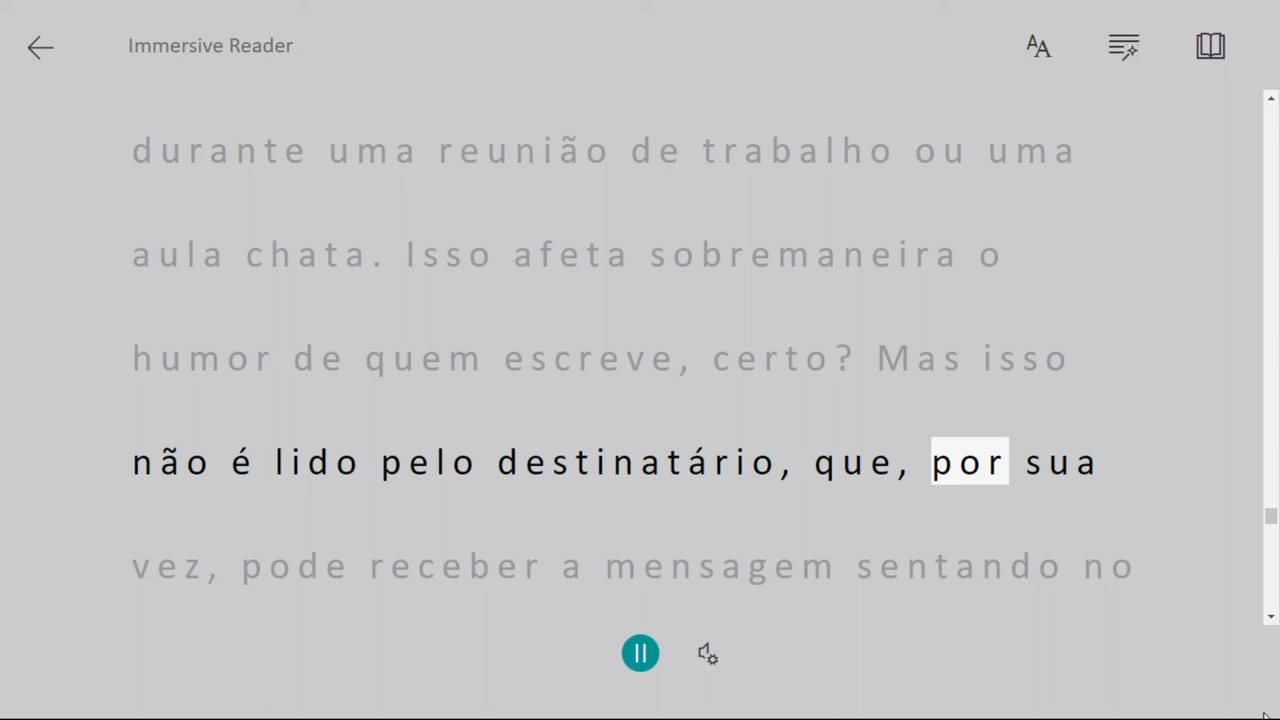 Immersive Reader
durante uma reunião de trabalho ou uma
aula chata. Isso afeta sobremaneira o
humor de quem escreve, certo? Mas isso
não é lido pelo destinatário, que, por sua
vez, pode receber a mensagem sentando no